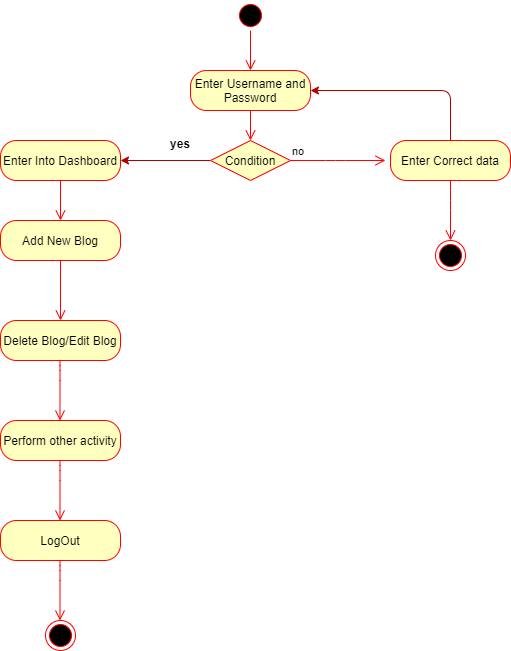 Enter Username and
Password
yes
no
Enter Into Dashboard
Condition
Enter Correct data
Add New Blog
Delete Blog/Edit Blog
Perform other activity
LogOut